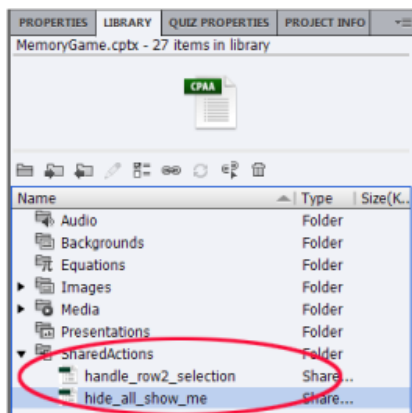 PROPERTIES LIBRARY QUIZ PROPERTIES PROJECT INFO
MemoryGame.cptx - 27 items in library
CPAA
Name Type Size(K..
Audio Folder
Backgrounds Folder
Equations Folder
Images Folder
Media Folder
Presentations Folder
SharedActions Folder
handle_row2_selection Share...
hide_all_show_me Share...